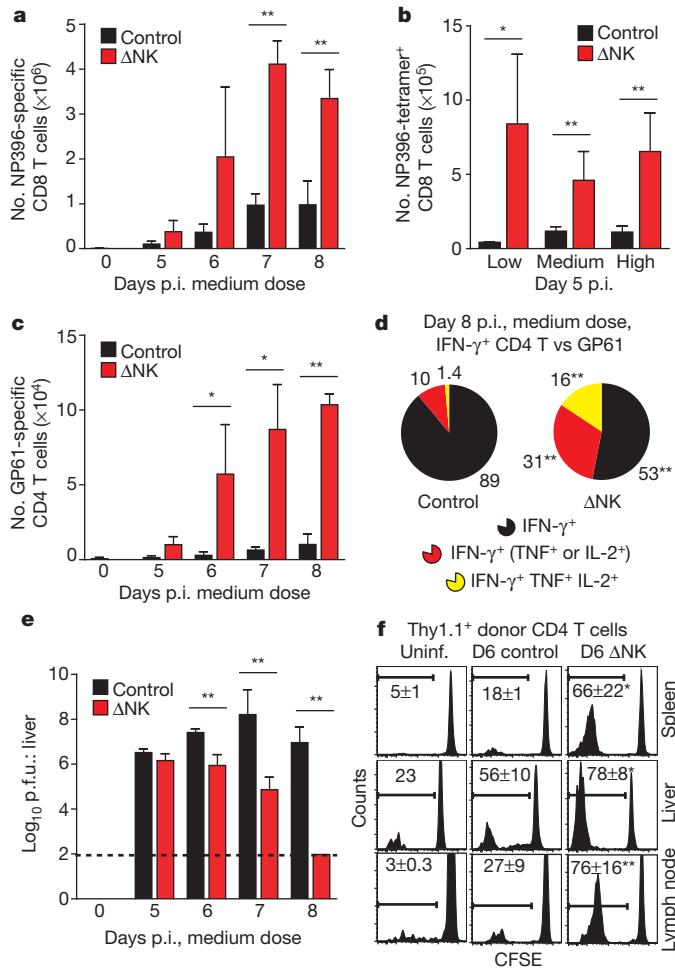 a
No. NP396-specific
CD8 T cells (×10⁶)
Control
ΔNK
**
**
5
4
3
2
1
0
0 5 6 7 8
Days p.i. medium dose
b
No. NP396-tetramer⁺
CD8 T cells (×10⁵)
Control
ΔNK
*
**
**
15
10
5
0
Low Medium High
Day 5 p.i.
c
No. GP61-specific
CD4 T cells (×10⁴)
Control
ΔNK
*
*
**
15
10
5
0
0 5 6 7 8
Days p.i. medium dose
d
Day 8 p.i., medium dose,
IFN-γ⁺ CD4 T vs GP61
10 1.4
89
Control
16**
31**
53**
ΔNK
IFN-γ⁺
IFN-γ⁺ (TNF⁺ or IL-2⁺)
IFN-γ⁺ TNF⁺ IL-2⁺
e
Log₁₀ p.f.u.: liver
Control
ΔNK
**
**
**
10
8
6
4
2
0
0 5 6 7 8
Days p.i., medium dose
f
Thy1.1⁺ donor CD4 T cells
Uninf. D6 control D6 ΔNK
5±1 18±1 66±22*
Spleen
23 56±10 78±8*
Liver
3±0.3 27±9 76±16**
Lymph node
Counts
CFSE